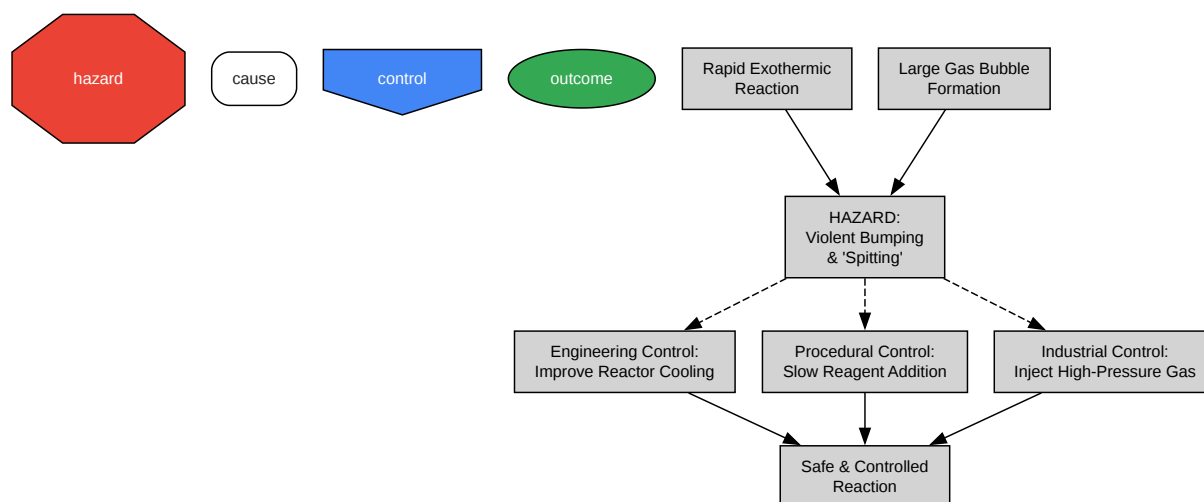 hazard
cause
control
outcome
Rapid Exothermic
Reaction
Large Gas Bubble
Formation
HAZARD:
Violent Bumping
& 'Spitting'
Engineering Control:
Improve Reactor Cooling
Procedural Control:
Slow Reagent Addition
Industrial Control:
Inject High-Pressure Gas
Safe & Controlled
Reaction